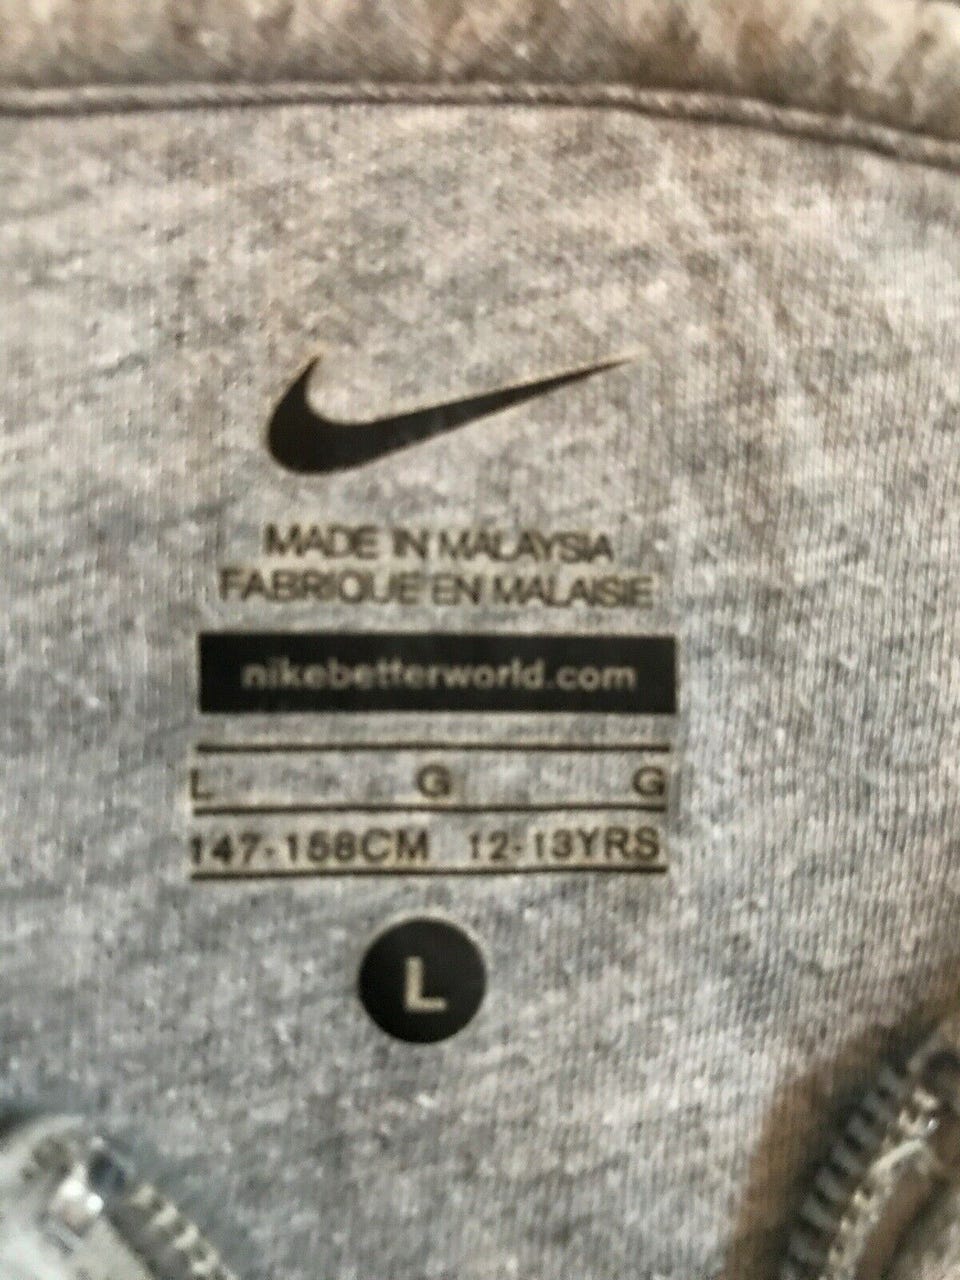 MADE IN MALAYSIA
FABRIQUE EN MALAISIE
nikebetterworld.com
L G G
147-158CM 12-13YRS
L